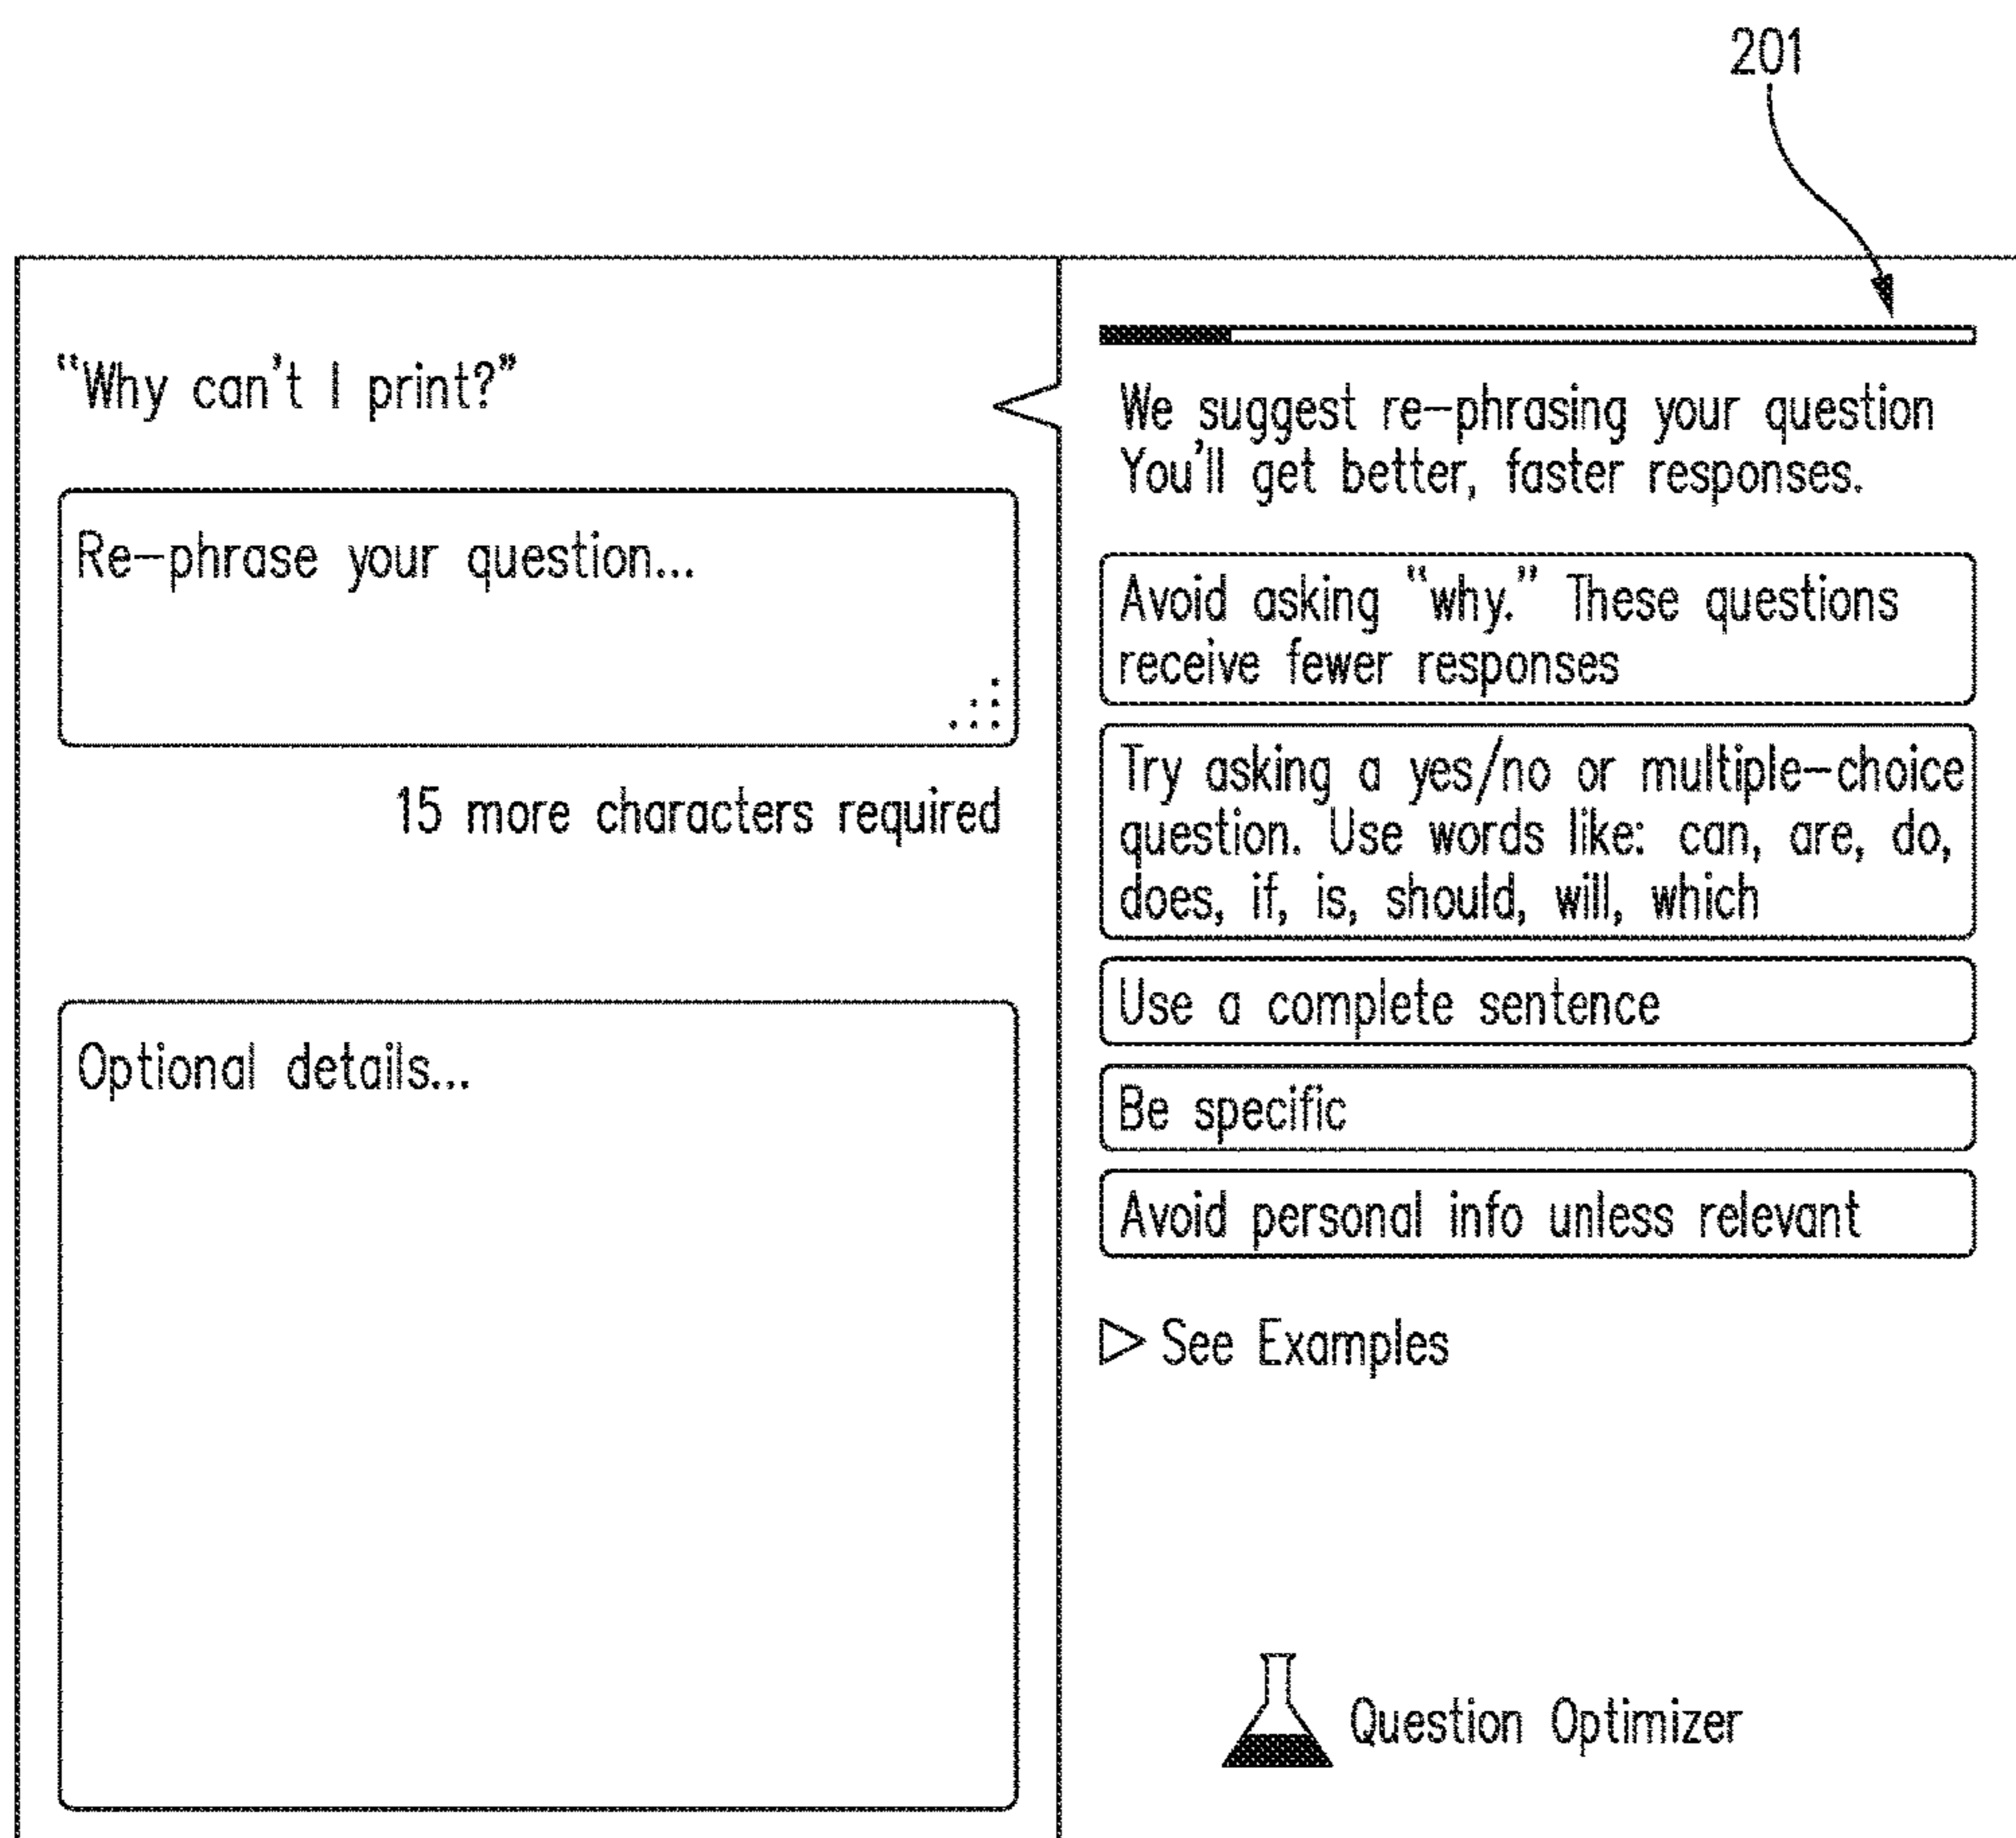 201
“Why can't I print?”
Re-phrase your question...
15 more characters required
Optional details...
We suggest re-phrasing your question
You'll get better, faster responses.
Avoid asking “why.” These questions
receive fewer responses
Try asking a yes/no or multiple-choice
question. Use words like: can, are, do,
does, if, is, should, will, which
Use a complete sentence
Be specific
Avoid personal info unless relevant
See Examples
Question Optimizer